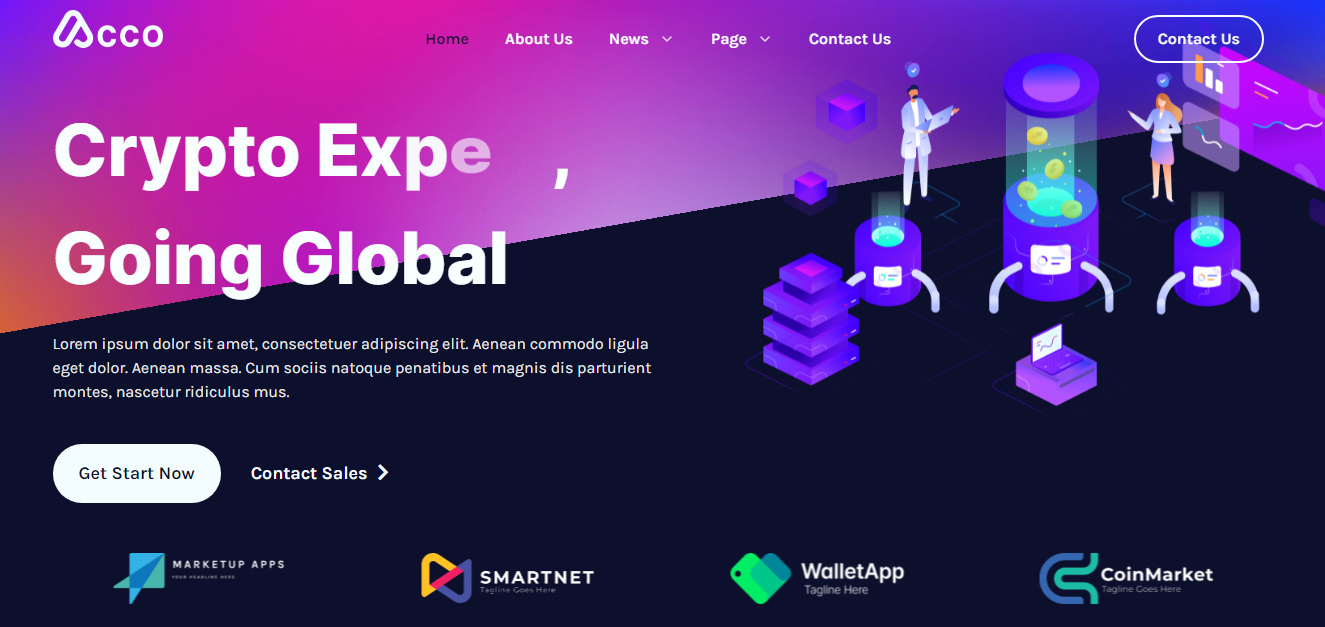 Acco
Home About Us News Page Contact Us Contact Us
Crypto Expe ,
Going Global
Lorem ipsum dolor sit amet, consectetuer adipiscing elit. Aenean commodo ligula
eget dolor. Aenean massa. Cum sociis natoque penatibus et magnis dis parturient
montes, nascetur ridiculus mus.
Get Start Now Contact Sales
MARKETUP APPS SMARTNET WalletApp CoinMarket
YOUR HEADLINE HERE Tagline Goes Here Tagline Here Tagline Goes Here